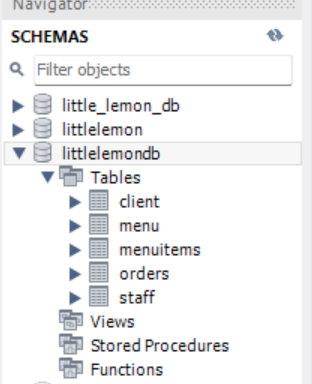 Navigator
SCHEMAS
Filter objects
little_lemon_db
littlelemon
littlelemondb
Tables
client
menu
menuitems
orders
staff
Views
Stored Procedures
Functions